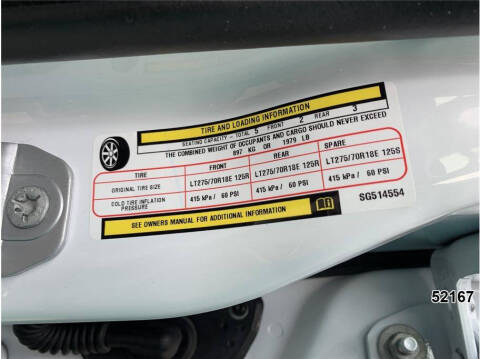 TIRE AND LOADING INFORMATION
SEATING CAPACITY - TOTAL 5 FRONT 2 REAR 3
THE COMBINED WEIGHT OF OCCUPANTS AND CARGO SHOULD NEVER EXCEED
897 KG OR 1979 LB
TIRE FRONT REAR SPARE
ORIGINAL TIRE SIZE LT275/70R18E 125R LT275/70R18E 125R LT275/70R18E 125S
COLD TIRE INFLATION PRESSURE 415 kPa / 60 PSI 415 kPa / 60 PSI 415 kPa / 60 PSI
SEE OWNERS MANUAL FOR ADDITIONAL INFORMATION
SG514554
52167